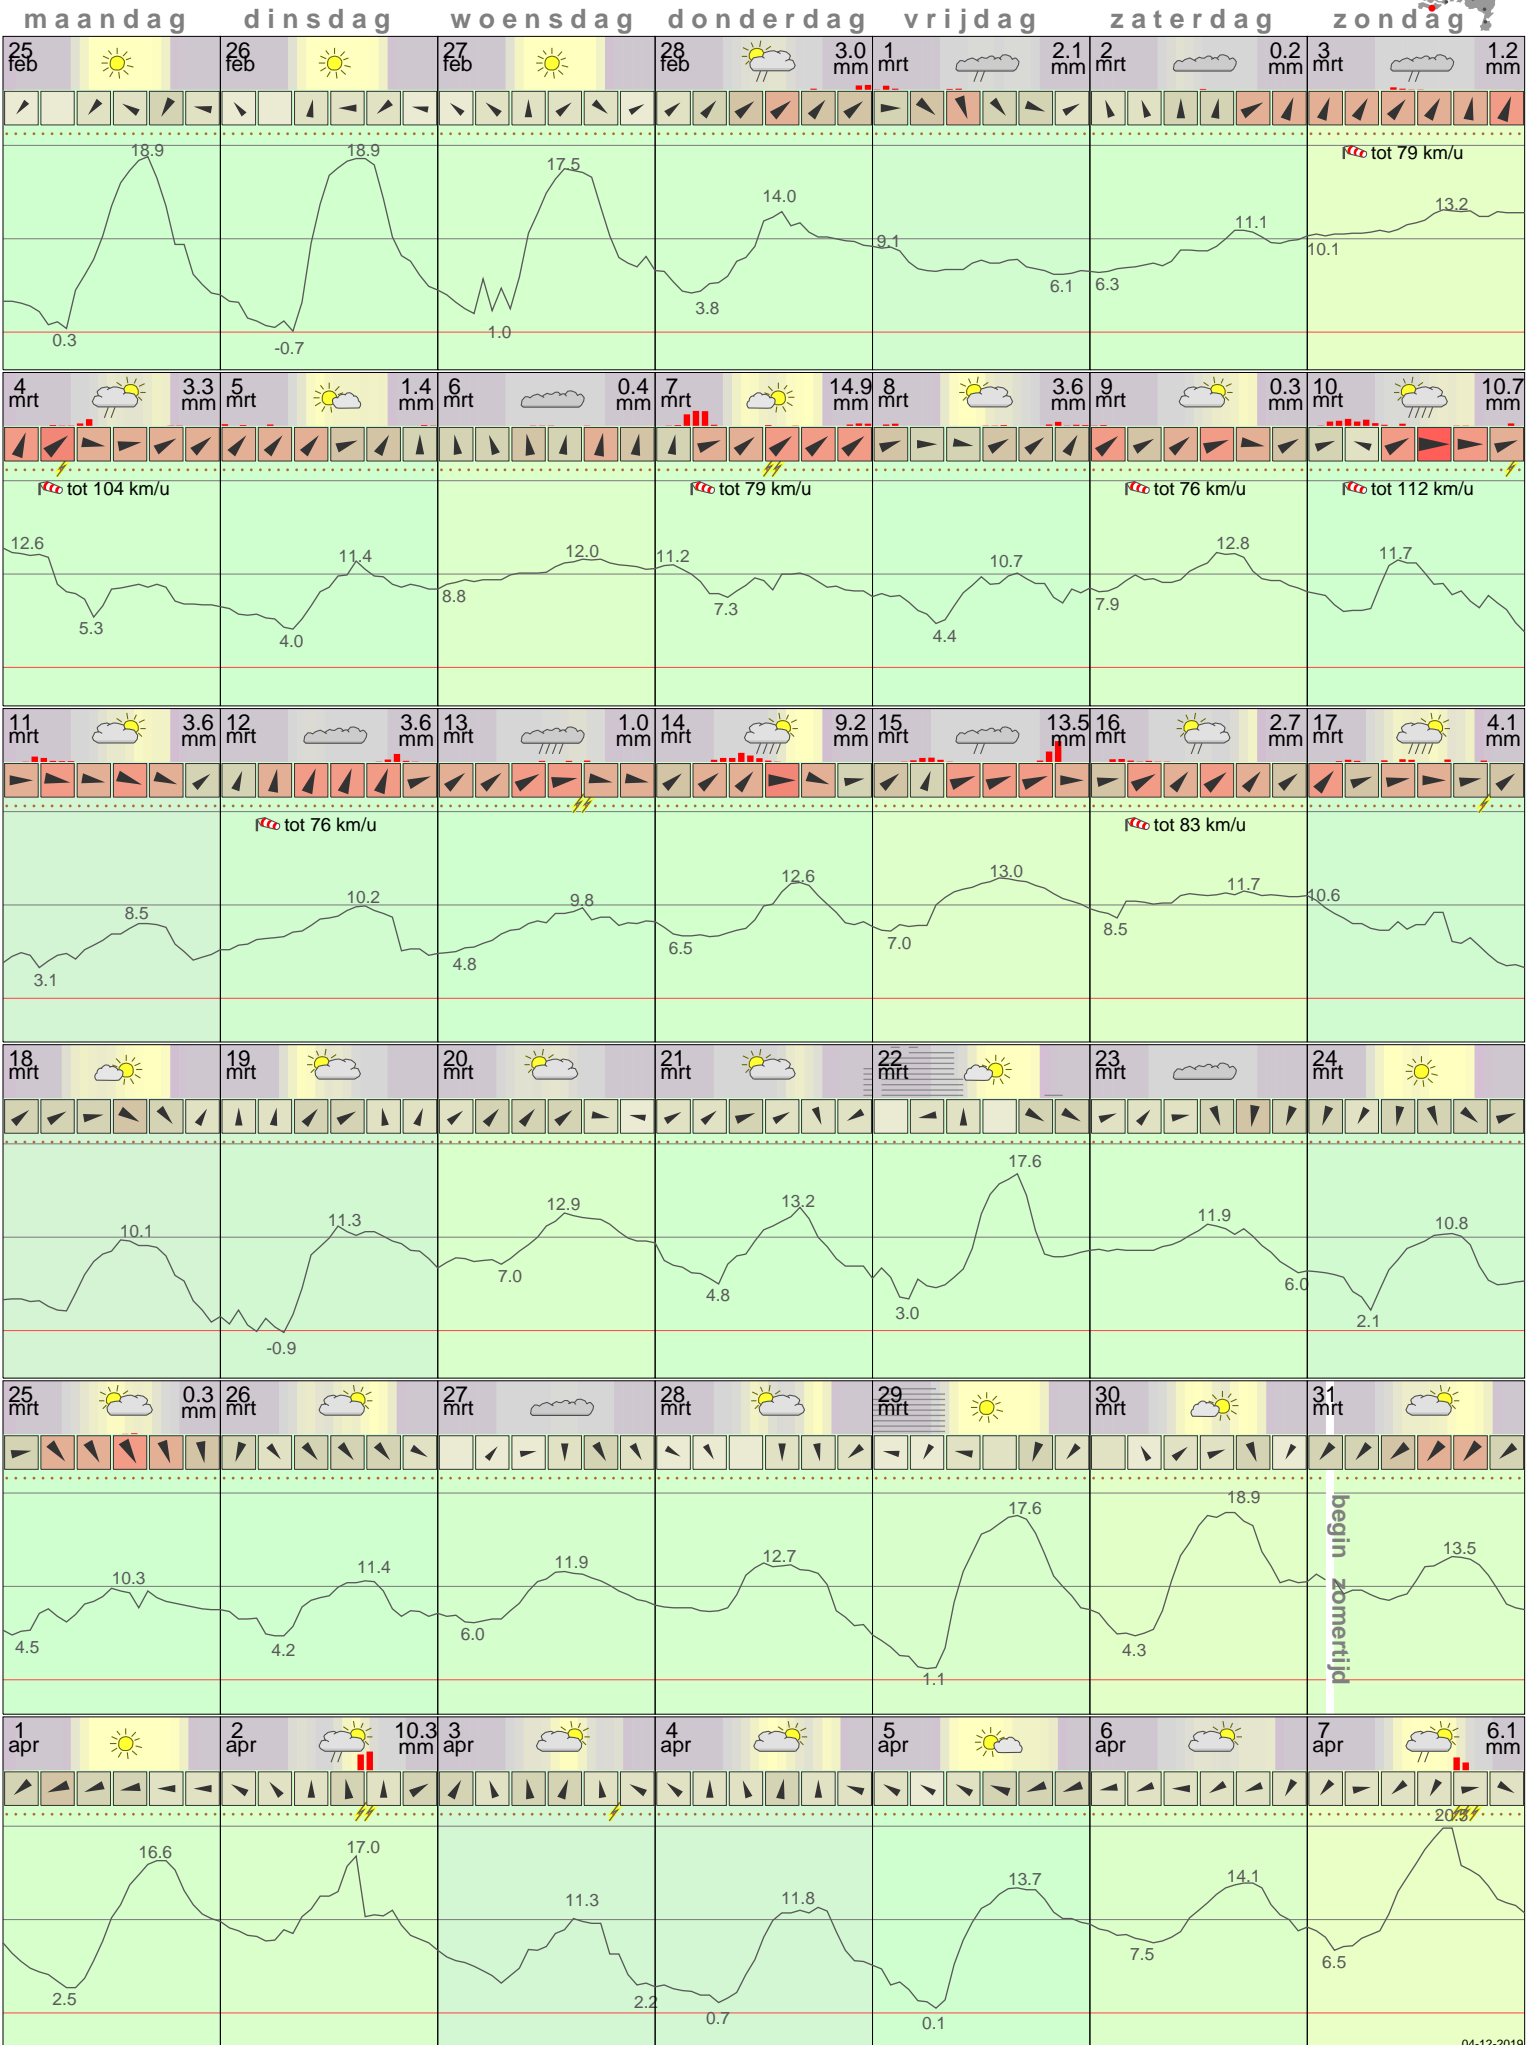 maandag dinsdag woensdag donderdag vrijdag zaterdag zondag
25 26 27 28 3.0 1 2.1 2 0.2 3 1.2
feb feb feb feb mm mrt mm mrt mm mrt mm
tot 79 km/u
18.9 18.9 17.5 14.0 9.1 11.1 13.2
10.1
0.3 -0.7 1.0 3.8 6.1 6.3
4 3.3 5 1.4 6 0.4 7 14.9 8 3.6 9 0.3 10 10.7
mrt mm mrt mm mrt mm mrt mm mrt mm mrt mm mrt mm
tot 104 km/u tot 79 km/u tot 76 km/u tot 112 km/u
12.6 11.4 12.0 11.2 10.7 12.8 11.7
5.3 4.0 8.8 7.3 4.4 7.9
11 3.6 12 3.6 13 1.0 14 9.2 15 13.5 16 2.7 17 4.1
mrt mm mrt mm mrt mm mrt mm mrt mm mrt mm mrt mm
tot 76 km/u tot 83 km/u
8.5 10.2 9.8 12.6 13.0 11.7 10.6
3.1 4.8 6.5 7.0 8.5
18 19 20 21 22 23 24
mrt mrt mrt mrt mrt mrt mrt
10.1 11.3 12.9 13.2 17.6 11.9 10.8
-0.9 7.0 4.8 3.0 6.0 2.1
25 0.3 26 27 28 29 30 31
mrt mm mrt mrt mrt mrt mrt mrt
begin zomertijd
10.3 11.4 11.9 12.7 17.6 18.9 13.5
4.5 4.2 6.0 1.1 4.3
1 2 10.3 3 4 5 6 7 6.1
apr apr mm apr apr apr apr apr mm
16.6 17.0 11.3 11.8 13.7 14.1
2.5 2.2 0.7 0.1 7.5 6.5
04-12-2019